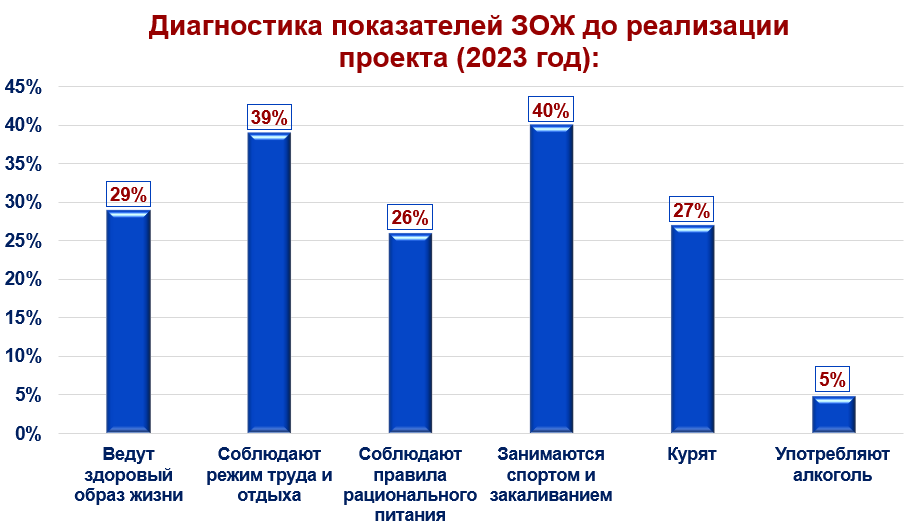 Диагностика показателей ЗОЖ до реализации
проекта (2023 год):
45%
40%
35%
30%
25%
20%
15%
10%
5%
0%
29%
39%
26%
40%
27%
5%
Ведут
здоровый
образ жизни
Соблюдают
режим труда и
отдыха
Соблюдают
правила
рационального
питания
Занимаются
спортом и
закаливанием
Курят
Употребляют
алкоголь